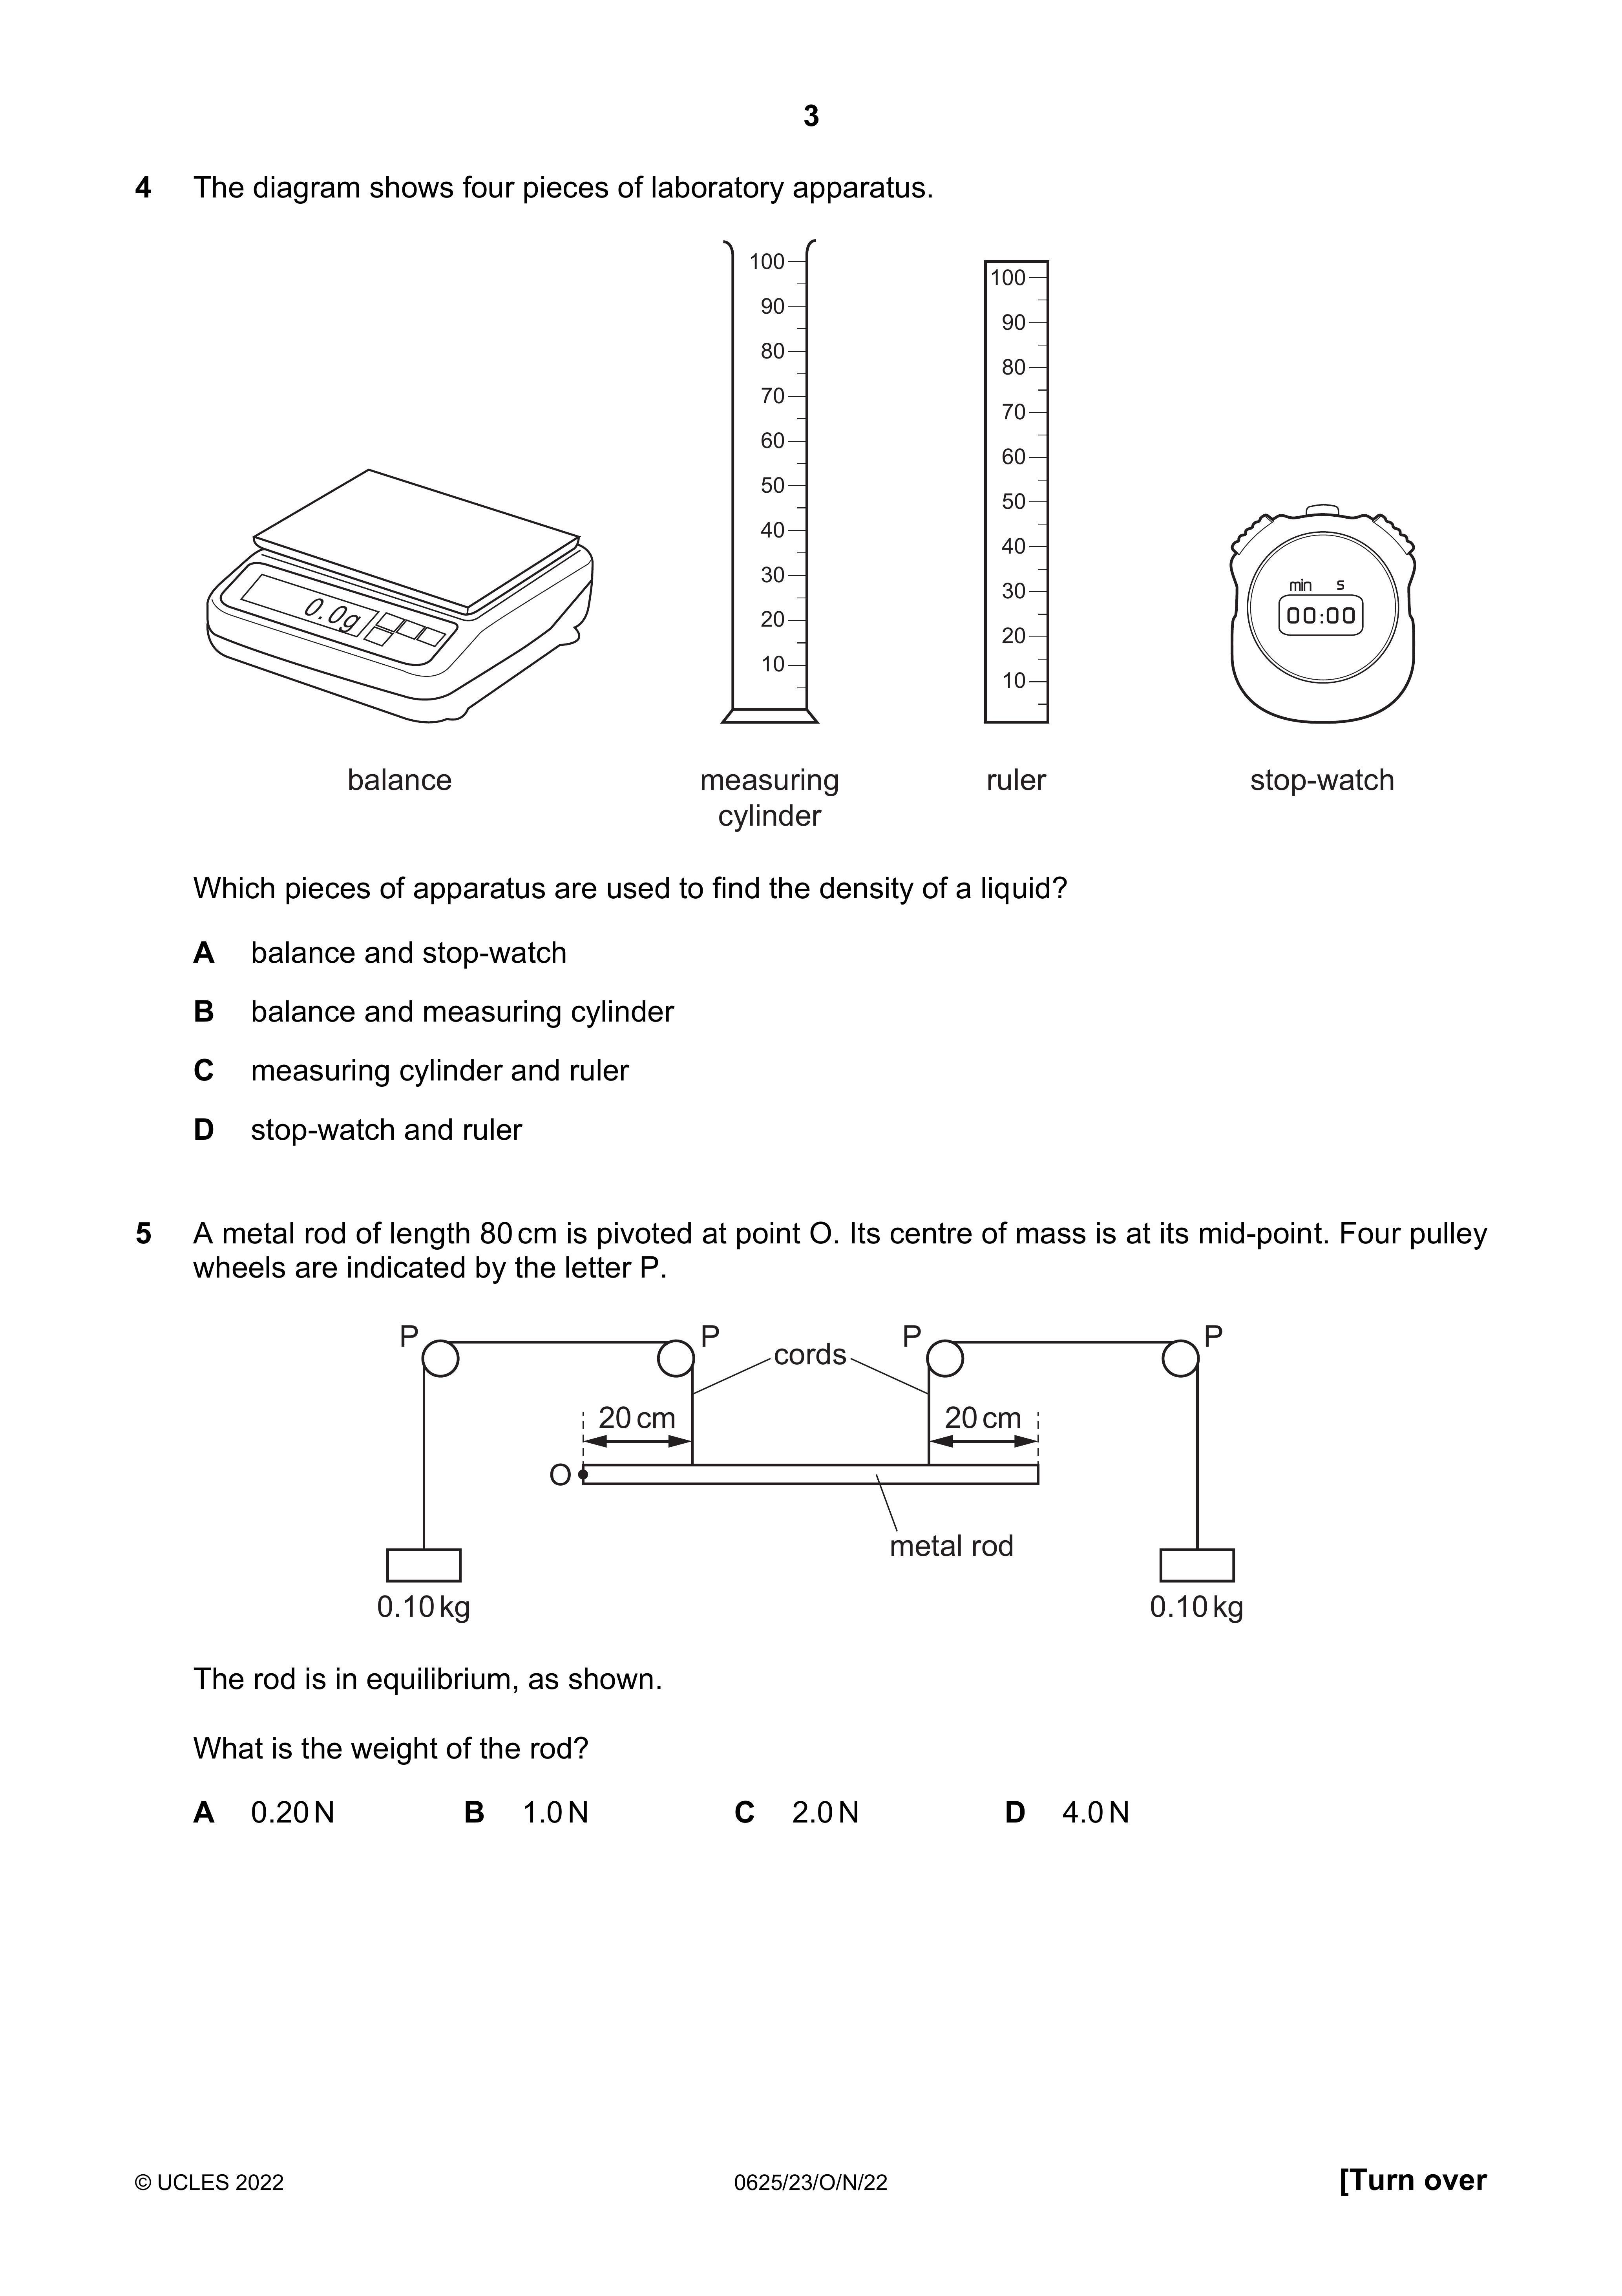 3
4 The diagram shows four pieces of laboratory apparatus.
100
90
80
70
60
50
40
30
20
10
100
90
80
70
60
50
40
30
20
10
0.0g
min s
00:00
balance
measuring
cylinder
ruler
stop-watch
Which pieces of apparatus are used to find the density of a liquid?
A balance and stop-watch
B balance and measuring cylinder
C measuring cylinder and ruler
D stop-watch and ruler
5 A metal rod of length 80 cm is pivoted at point O. Its centre of mass is at its mid-point. Four pulley
wheels are indicated by the letter P.
P P P P
cords
20 cm 20 cm
O
metal rod
0.10 kg 0.10 kg
The rod is in equilibrium, as shown.
What is the weight of the rod?
A 0.20 N B 1.0 N C 2.0 N D 4.0 N
© UCLES 2022 0625/23/O/N/22 [Turn over